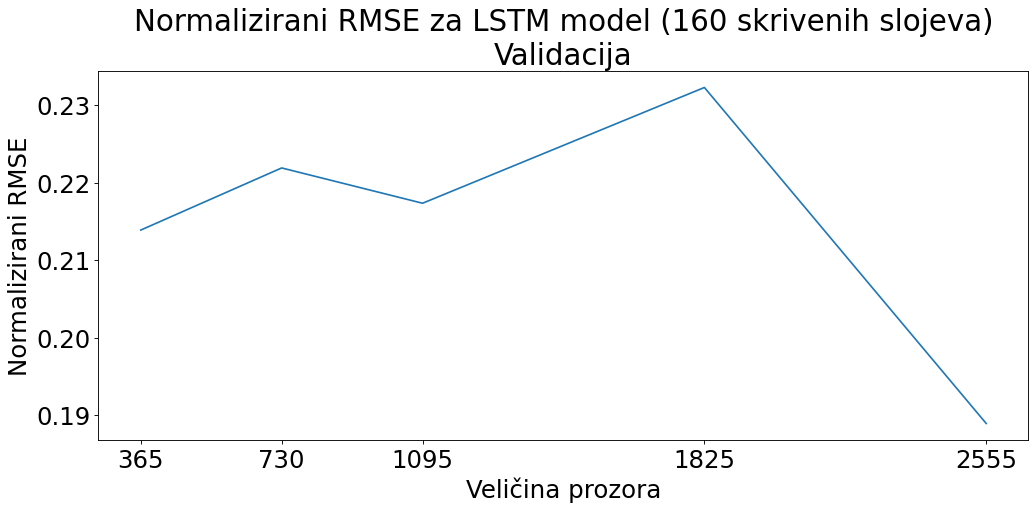 Normalizirani RMSE za LSTM model (160 skrivenih slojeva)
Validacija
Normalizirani RMSE
0.23
0.22
0.21
0.20
0.19
365 730 1095 1825 2555
Veličina prozora